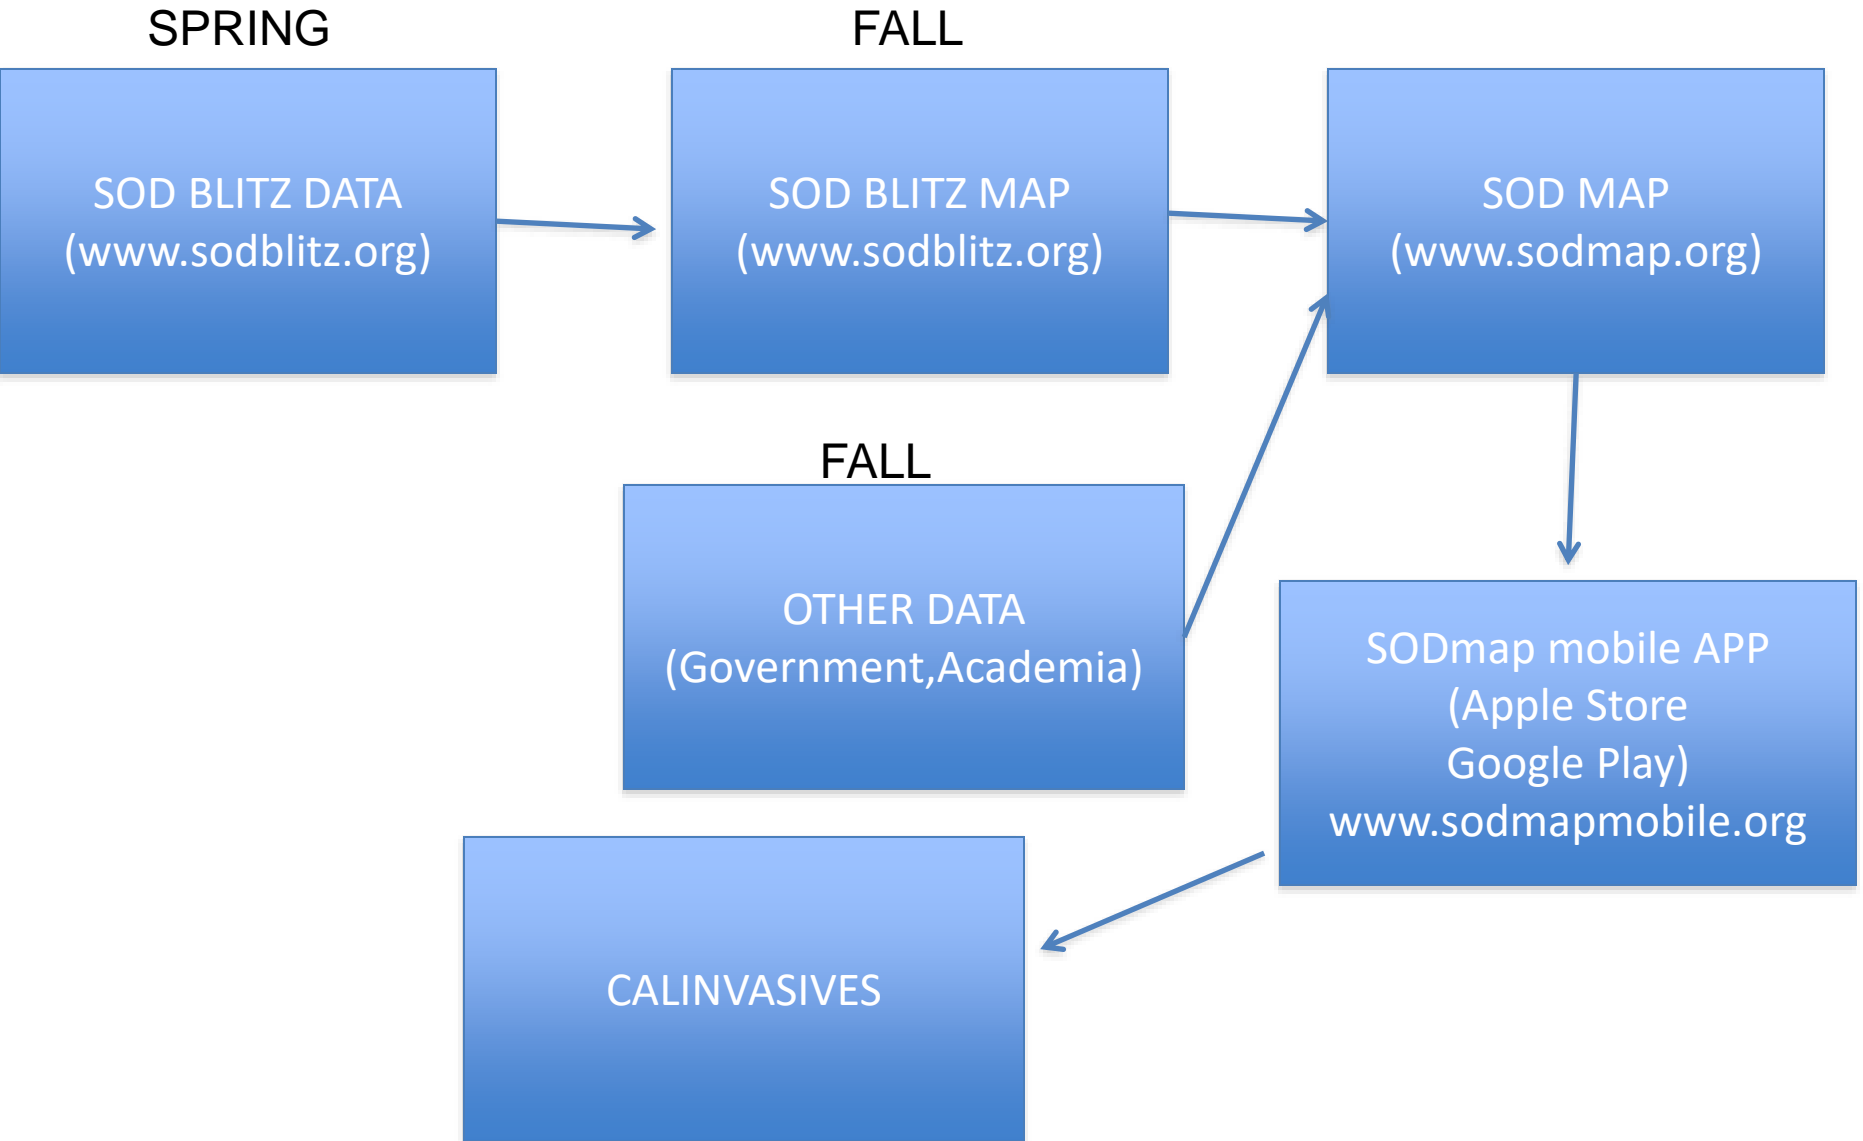 SPRING
FALL
SOD BLITZ DATA
(www.sodblitz.org)
SOD BLITZ MAP
(www.sodblitz.org)
SOD MAP
(www.sodmap.org)
FALL
OTHER DATA
(Government,Academia)
SODmap mobile APP
(Apple Store
Google Play)
www.sodmapmobile.org
CALINVASIVES